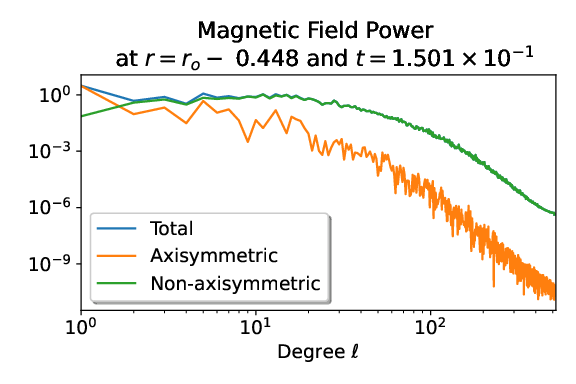 Magnetic Field Power
at r = r_o − 0.448 and t = 1.501 × 10^−1
10^0
10^−3
10^−6
10^−9
Total
Axisymmetric
Non-axisymmetric
10^0 10^1 10^2
Degree ℓ